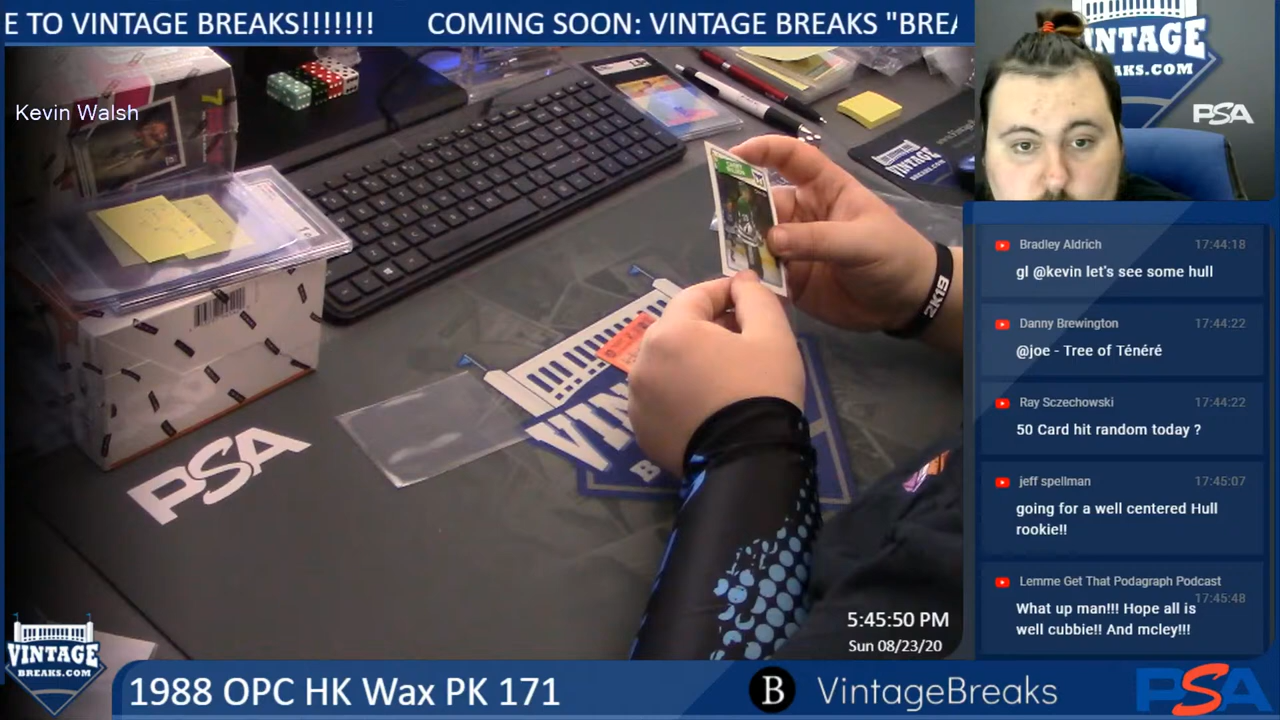 E TO VINTAGE BREAKS!!!!!!! COMING SOON: VINTAGE BREAKS "BREA
Kevin Walsh
VINTAGE
BREAKS
2K19
VIN
B
PSA
NTAGE
AKS.COM
PSA
Bradley Aldrich 17:44:18
gl @kevin let's see some hull
Danny Brewington 17:44:22
@joe - Tree of Ténéré
Ray Sczechowski 17:44:22
50 Card hit random today ?
jeff spellman 17:45:07
going for a well centered Hull
rookie!!
Lemme Get That Podagraph Podcast
17:45:48
What up man!!! Hope all is
well cubbie!! And mcley!!!
5:45:50 PM
Sun 08/23/20
VINTAGE
BREAKS.COM
1988 OPC HK Wax PK 171
B VintageBreaks
PSA